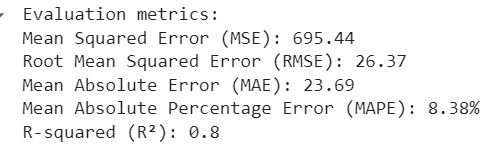 Evaluation metrics:
Mean Squared Error (MSE): 695.44
Root Mean Squared Error (RMSE): 26.37
Mean Absolute Error (MAE): 23.69
Mean Absolute Percentage Error (MAPE): 8.38%
R-squared (R²): 0.8